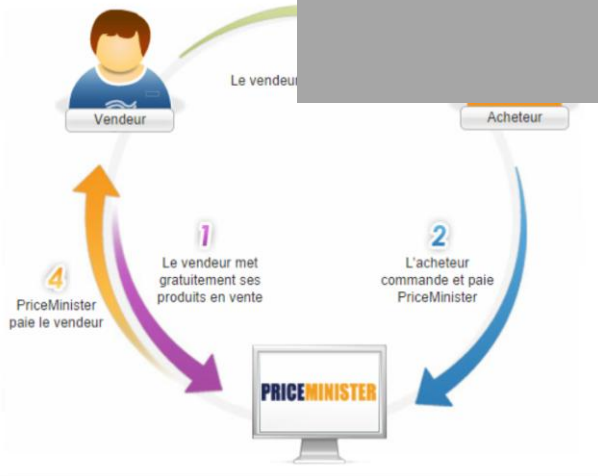 Le vendeur
Vendeur
Acheteur
1
Le vendeur met
gratuitement ses
produits en vente
2
L'acheteur
commande et paie
PriceMinister
4
PriceMinister
paie le vendeur
PRICEMINISTER